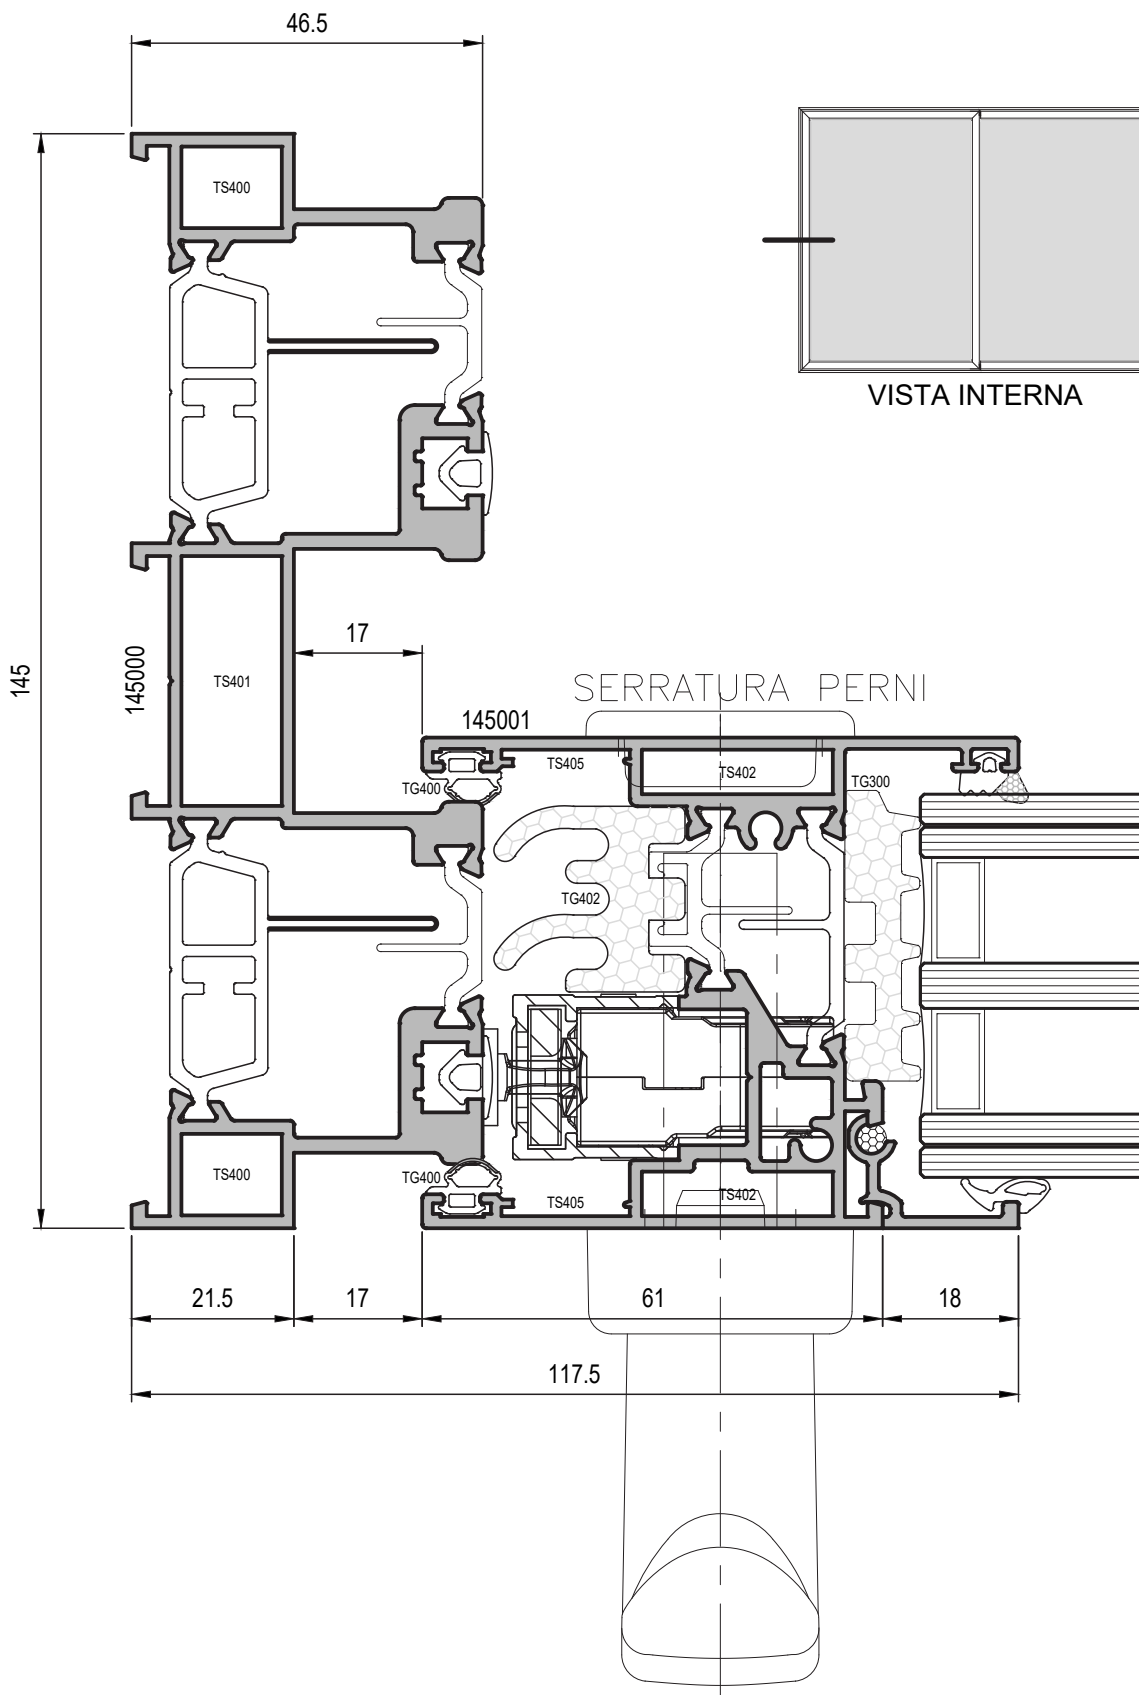 46.5
TS400
VISTA INTERNA
145
145000
TS401
17
SERRATURA PERNI
145001
TS405
TS402
TG400
TG300
TG402
TG400
TS400
TS405
TS402
21.5
17
61
18
117.5